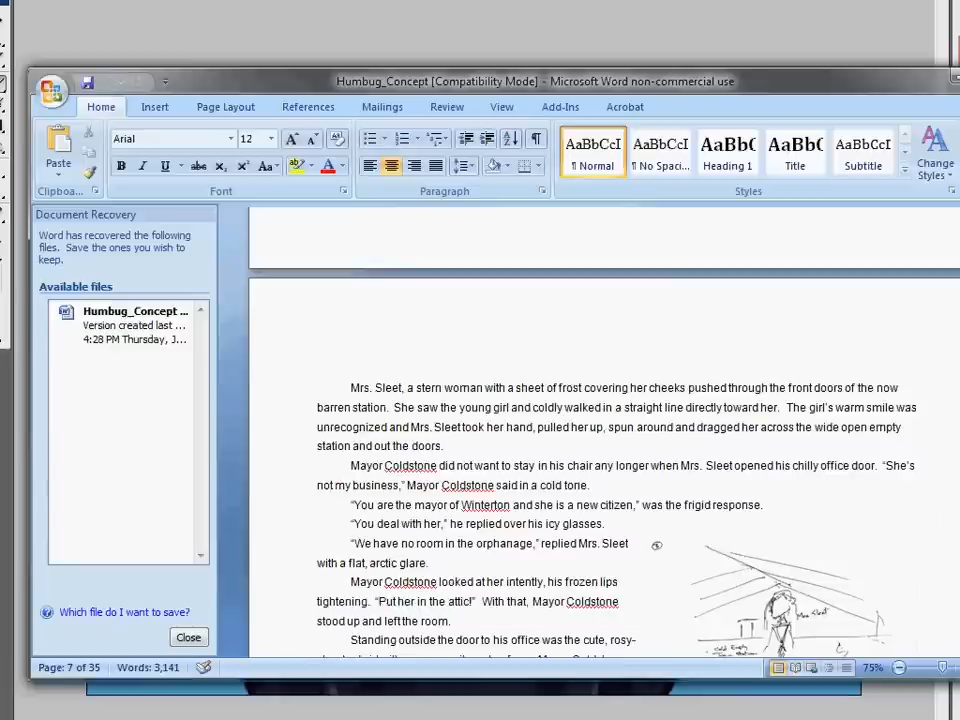 Humbug_Concept [Compatibility Mode] - Microsoft Word non-commercial use
Home Insert Page Layout References Mailings Review View Add-Ins Acrobat
Arial 12
AaBbCcI AaBbCcI AaBbC AaBb( AaBbCcI
Paste
¶ Normal ¶ No Spaci... Heading 1 Title Subtitle
Change
Styles
Clipboa... Font Paragraph Styles
Document Recovery
Word has recovered the following
files. Save the ones you wish to
keep.
Available files
Humbug_Concept ...
Version created last ...
4:28 PM Thursday, J...
Which file do I want to save?
Close
Mrs. Sleet, a stern woman with a sheet of frost covering her cheeks pushed through the front doors of the now
barren station. She saw the young girl and coldly walked in a straight line directly toward her. The girl's warm smile was
unrecognized and Mrs. Sleet took her hand, pulled her up, spun around and dragged her across the wide open empty
station and out the doors.
Mayor Coldstone did not want to stay in his chair any longer when Mrs. Sleet opened his chilly office door. “She's
not my business,” Mayor Coldstone said in a cold tone.
“You are the mayor of Winterton and she is a new citizen,” was the frigid response.
“You deal with her,” he replied over his icy glasses.
“We have no room in the orphanage,” replied Mrs. Sleet
with a flat, arctic glare.
Mayor Coldstone looked at her intently, his frozen lips
tightening. “Put her in the attic!” With that, Mayor Coldstone
stood up and left the room.
Standing outside the door to his office was the cute, rosy-
Mrs Sleet
Page: 7 of 35 Words: 3,141
75%